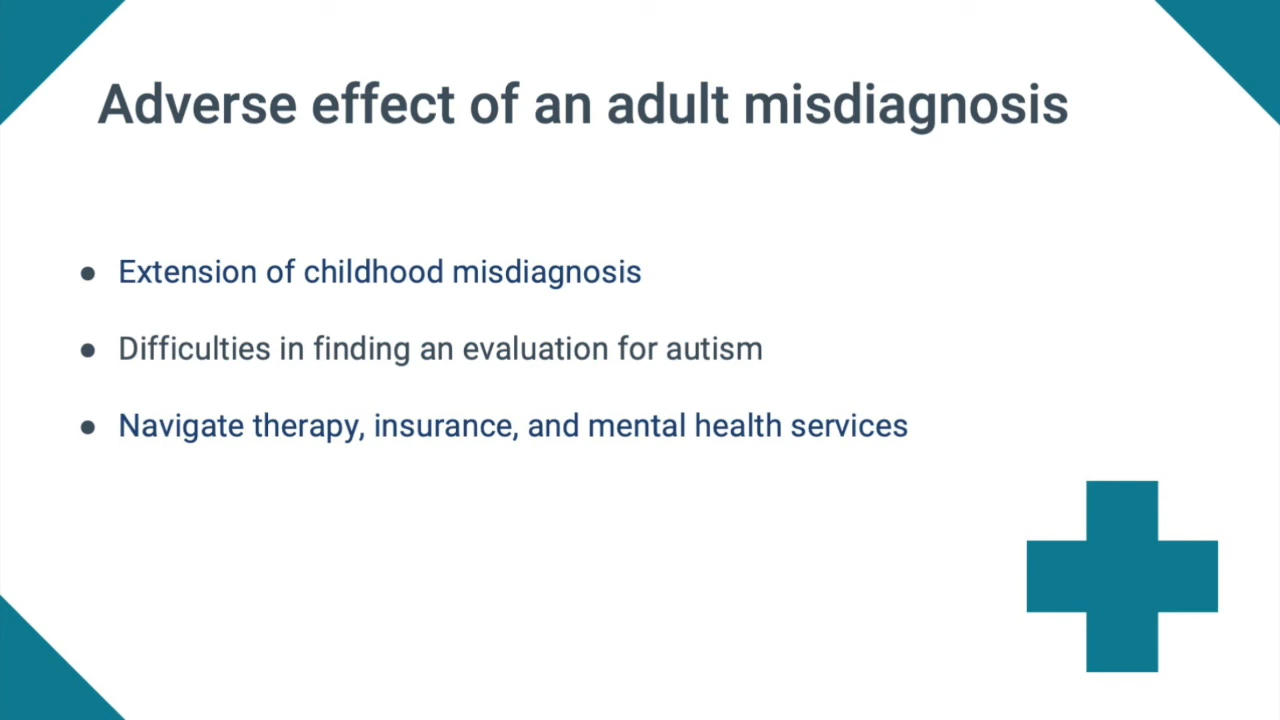 Adverse effect of an adult misdiagnosis
● Extension of childhood misdiagnosis
● Difficulties in finding an evaluation for autism
● Navigate therapy, insurance, and mental health services